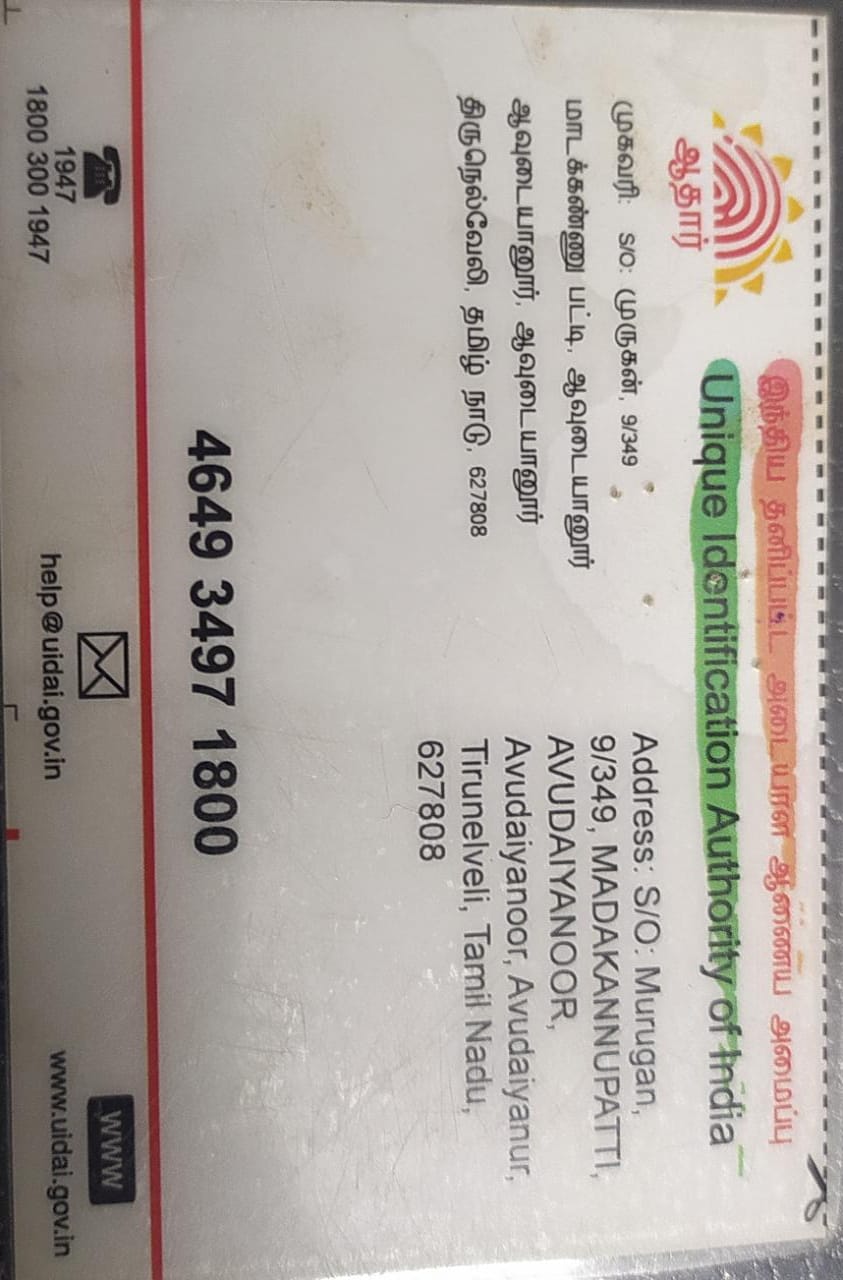 இந்திய தனிப்பட்ட அடையாள ஆணைய அமைப்பு
Unique Identification Authority of India
ஆதார்
முகவரி: S/O: முருகன், 9/349
மாடக்கண்ணு பட்டி, ஆவுடையானூர்
ஆவுடையானூர், ஆவுடையானூர்
திருநெல்வேலி, தமிழ் நாடு, 627808
Address: S/O: Murugan,
9/349, MADAKANNUPATTI,
AVUDAIYANOOR,
Avudaiyanoor, Avudaiyanur,
Tirunelveli, Tamil Nadu,
627808
4649 3497 1800
1947
1800 300 1947
help@uidai.gov.in
WWW
www.uidai.gov.in